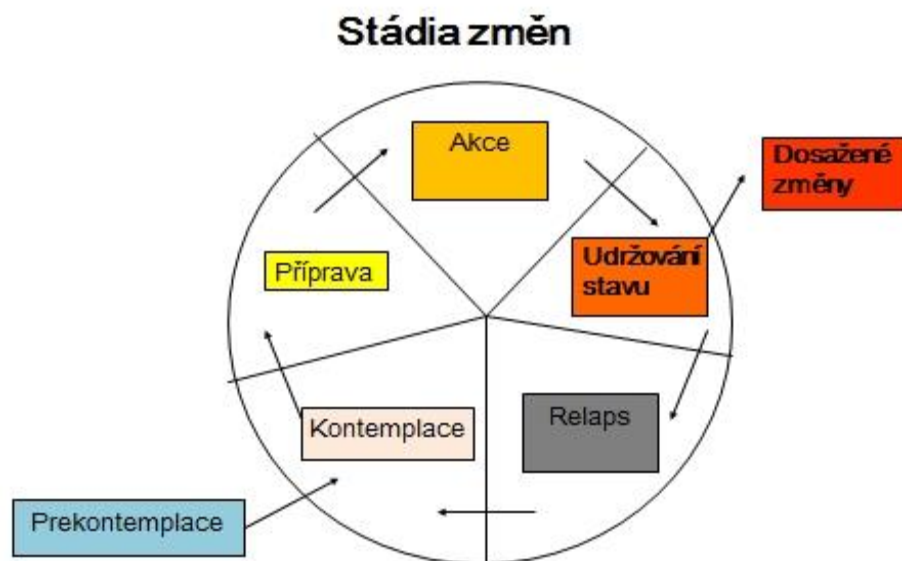 Stádia změn
Akce
Dosažené
změny
Příprava
Udržování
stavu
Kontemplace
Relaps
Prekontemplace